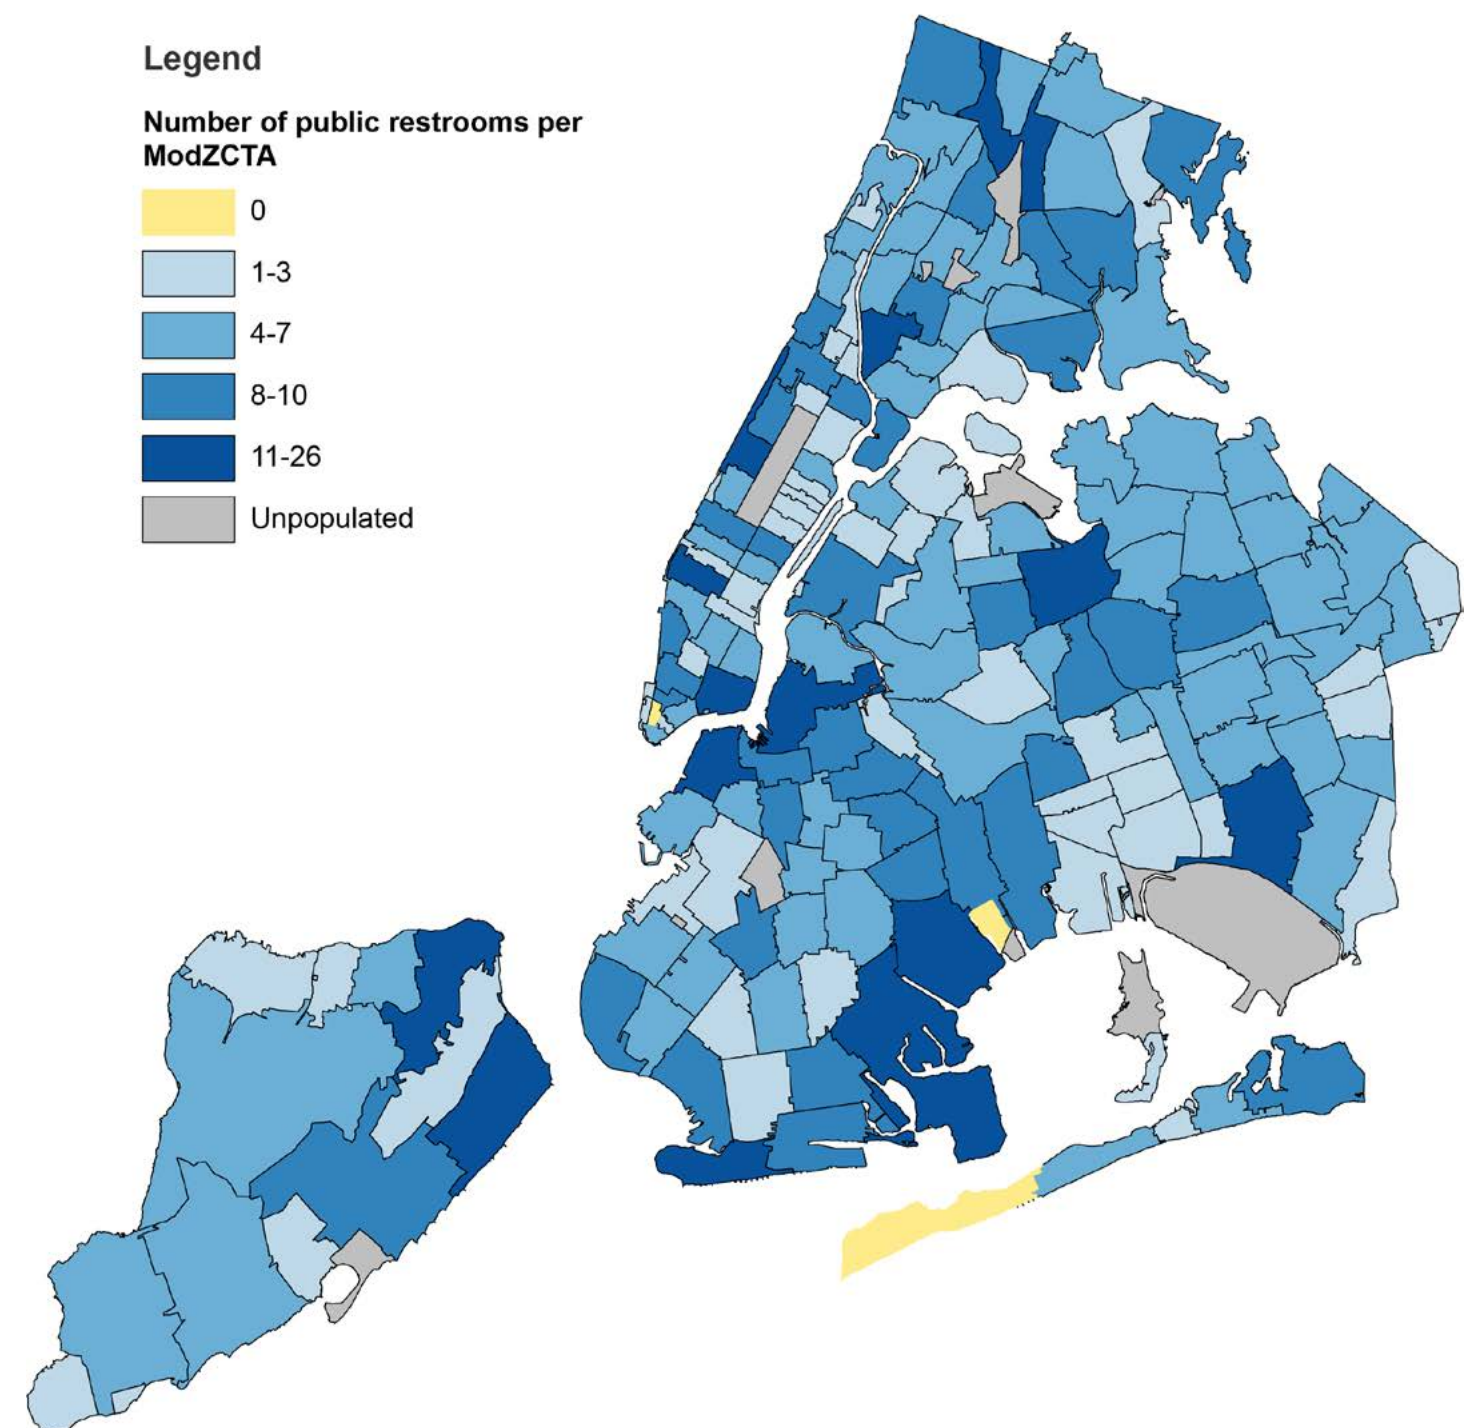 Legend
Number of public restrooms per
ModZCTA
0
1-3
4-7
8-10
11-26
Unpopulated